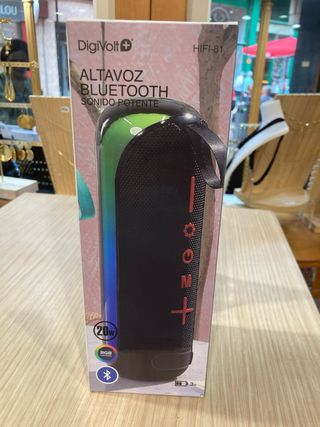 DigiVolt+
HIFI-81
ALTAVOZ
BLUETOOTH
SONIDO POTENTE
M
20W
RGB